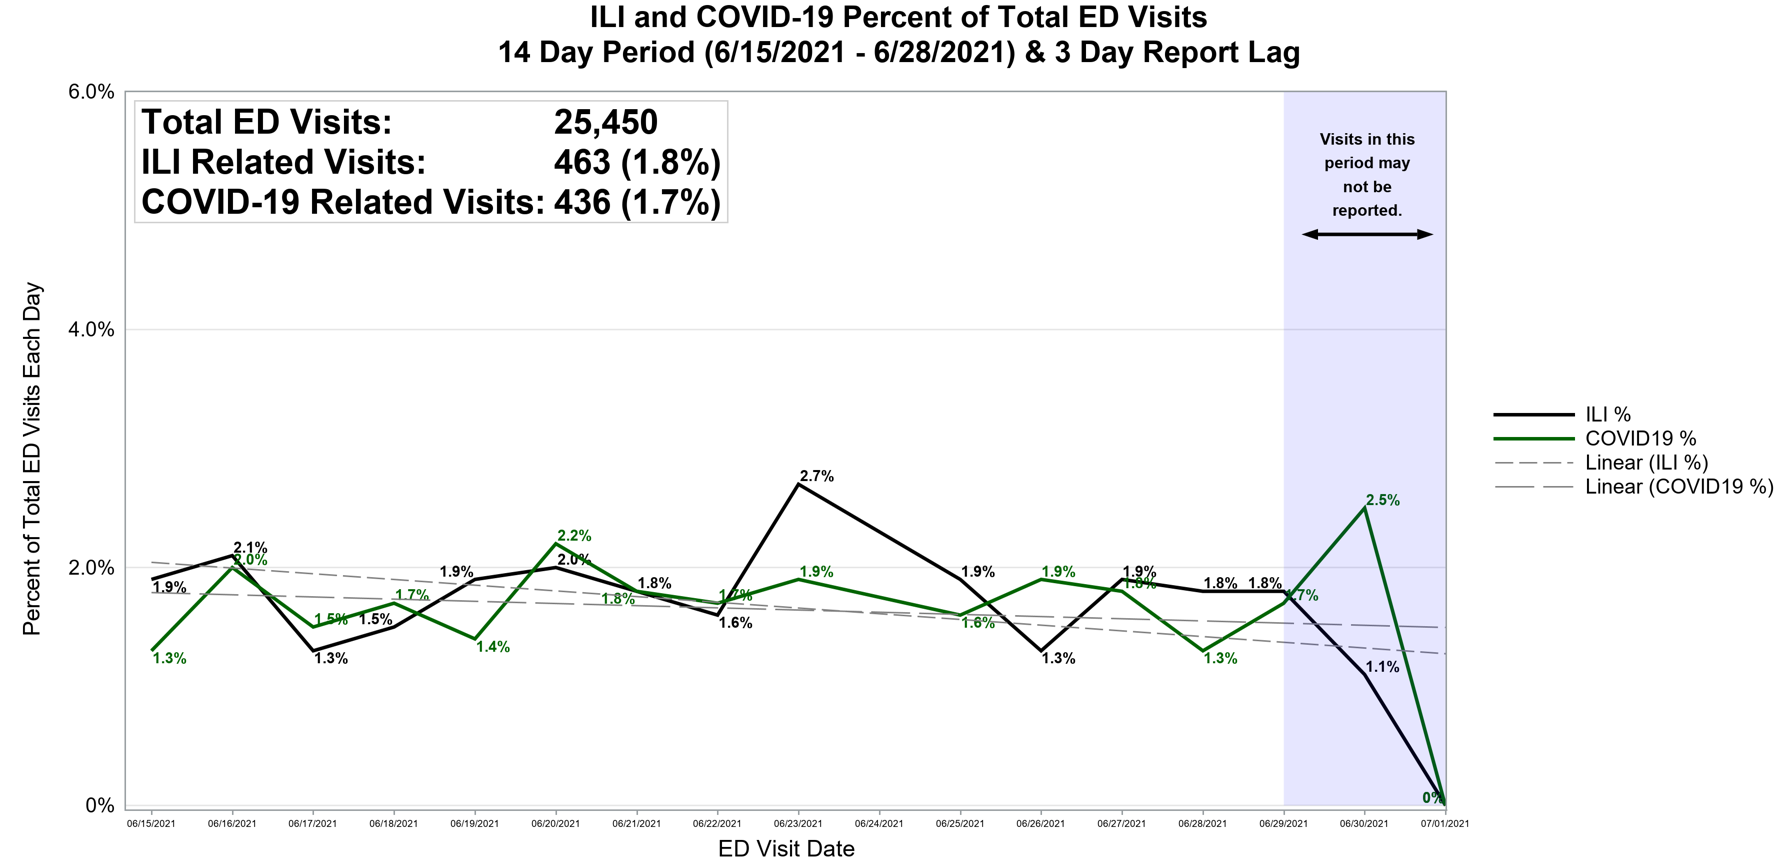 ILI and COVID-19 Percent of Total ED Visits
14 Day Period (6/15/2021 - 6/28/2021) & 3 Day Report Lag
6.0%
4.0%
2.0%
0%
Percent of Total ED Visits Each Day
Total ED Visits: 25,450
ILI Related Visits: 463 (1.8%)
COVID-19 Related Visits: 436 (1.7%)
Visits in this
period may
not be
reported.
1.9%
2.1%
1.3%
1.5%
1.9%
2.0%
1.8%
1.6%
2.7%
1.9%
1.3%
1.9%
1.8%
1.8%
1.1%
1.3%
2.0%
1.5%
1.7%
1.4%
2.2%
1.8%
1.7%
1.9%
1.6%
1.9%
1.8%
1.3%
1.7%
2.5%
0%
06/15/2021 06/16/2021 06/17/2021 06/18/2021 06/19/2021 06/20/2021 06/21/2021 06/22/2021 06/23/2021 06/24/2021 06/25/2021 06/26/2021 06/27/2021 06/28/2021 06/29/2021 06/30/2021 07/01/2021
ED Visit Date
ILI %
COVID19 %
Linear (ILI %)
Linear (COVID19 %)